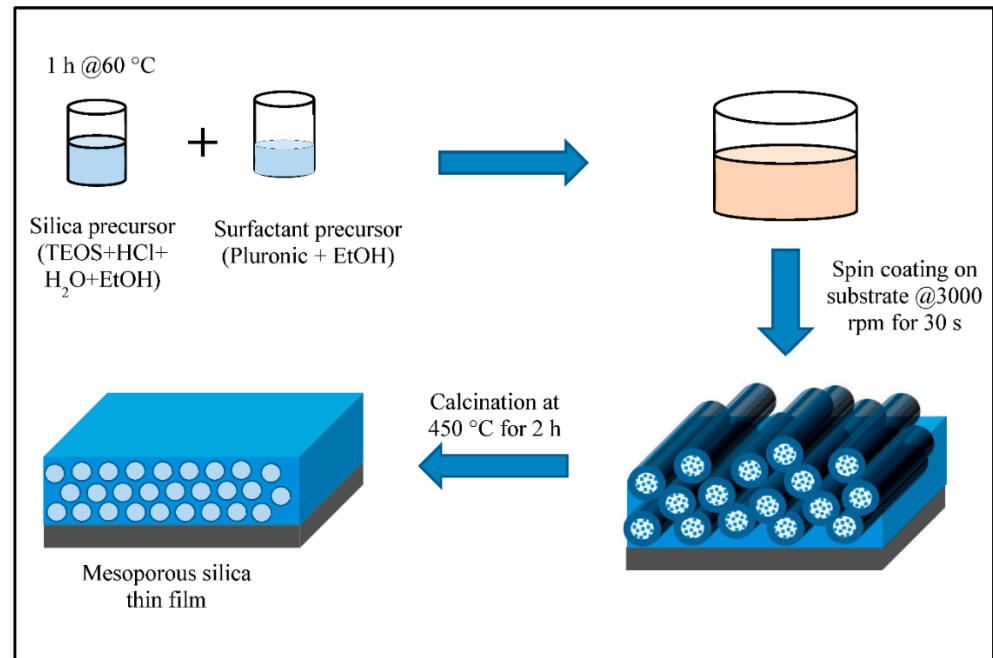 1 h @60 °C
+
Silica precursor
(TEOS+HCl+
H₂O+EtOH)
Surfactant precursor
(Pluronic + EtOH)
Spin coating on
substrate @3000
rpm for 30 s
Calcination at
450 °C for 2 h
Mesoporous silica
thin film